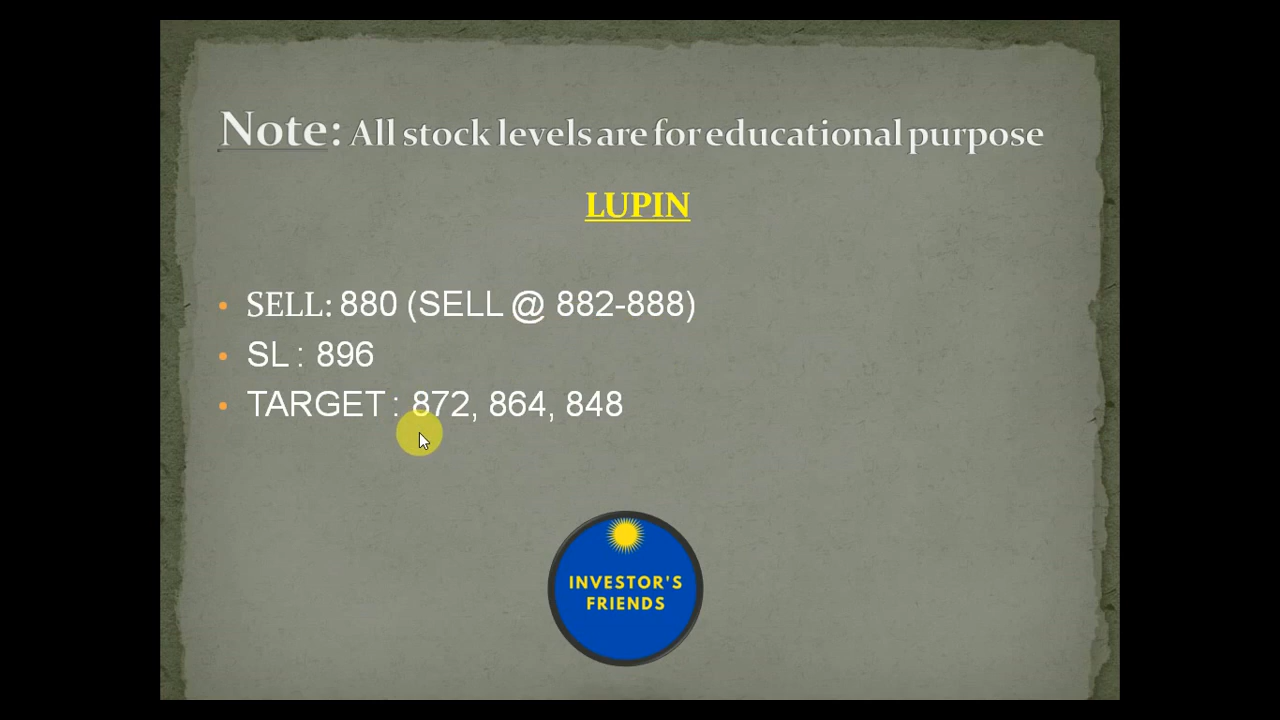 Note: All stock levels are for educational purpose
LUPIN
• SELL: 880 (SELL @ 882-888)
• SL : 896
• TARGET : 872, 864, 848
INVESTOR'S
FRIENDS